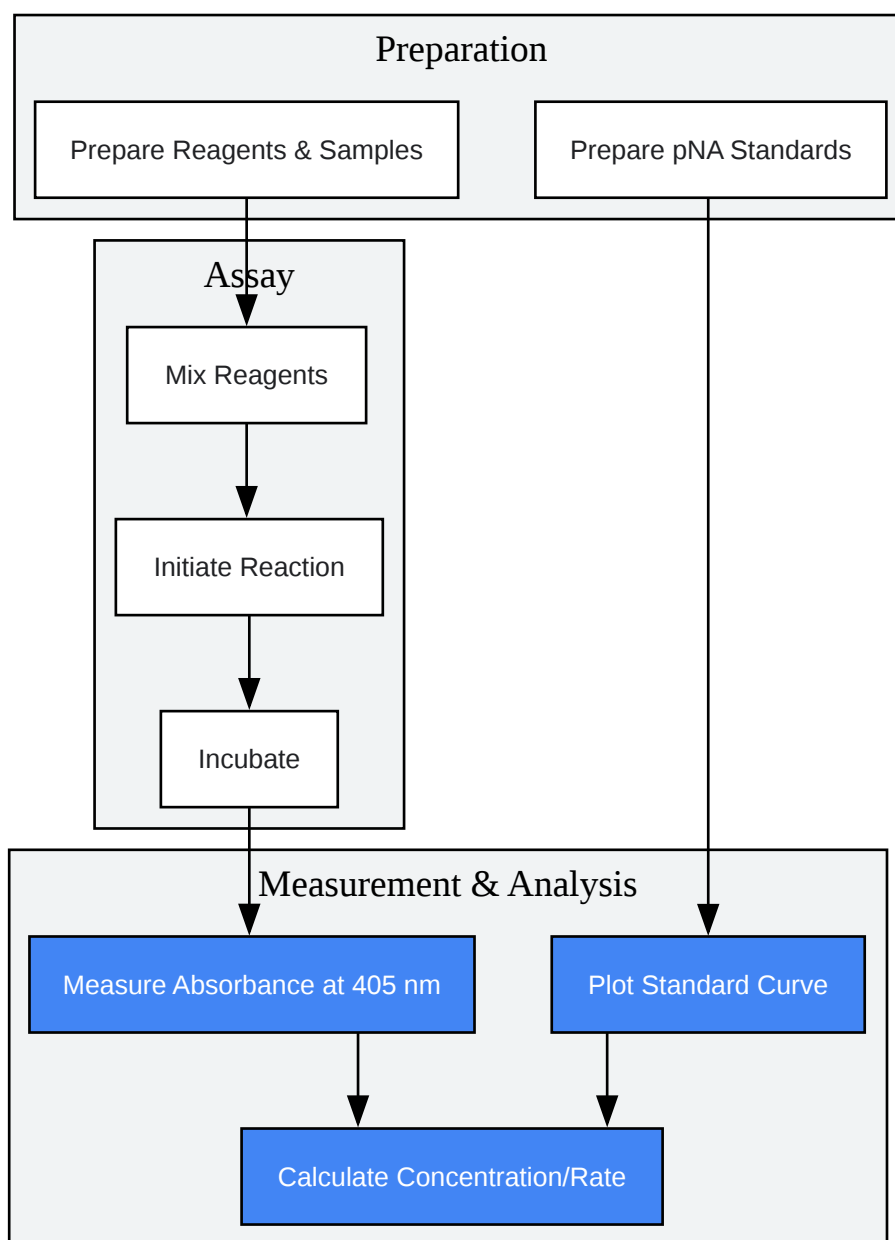 Preparation
Prepare Reagents & Samples
Prepare pNA Standards
Assay
Mix Reagents
Initiate Reaction
Incubate
Measurement & Analysis
Measure Absorbance at 405 nm
Plot Standard Curve
Calculate Concentration/Rate